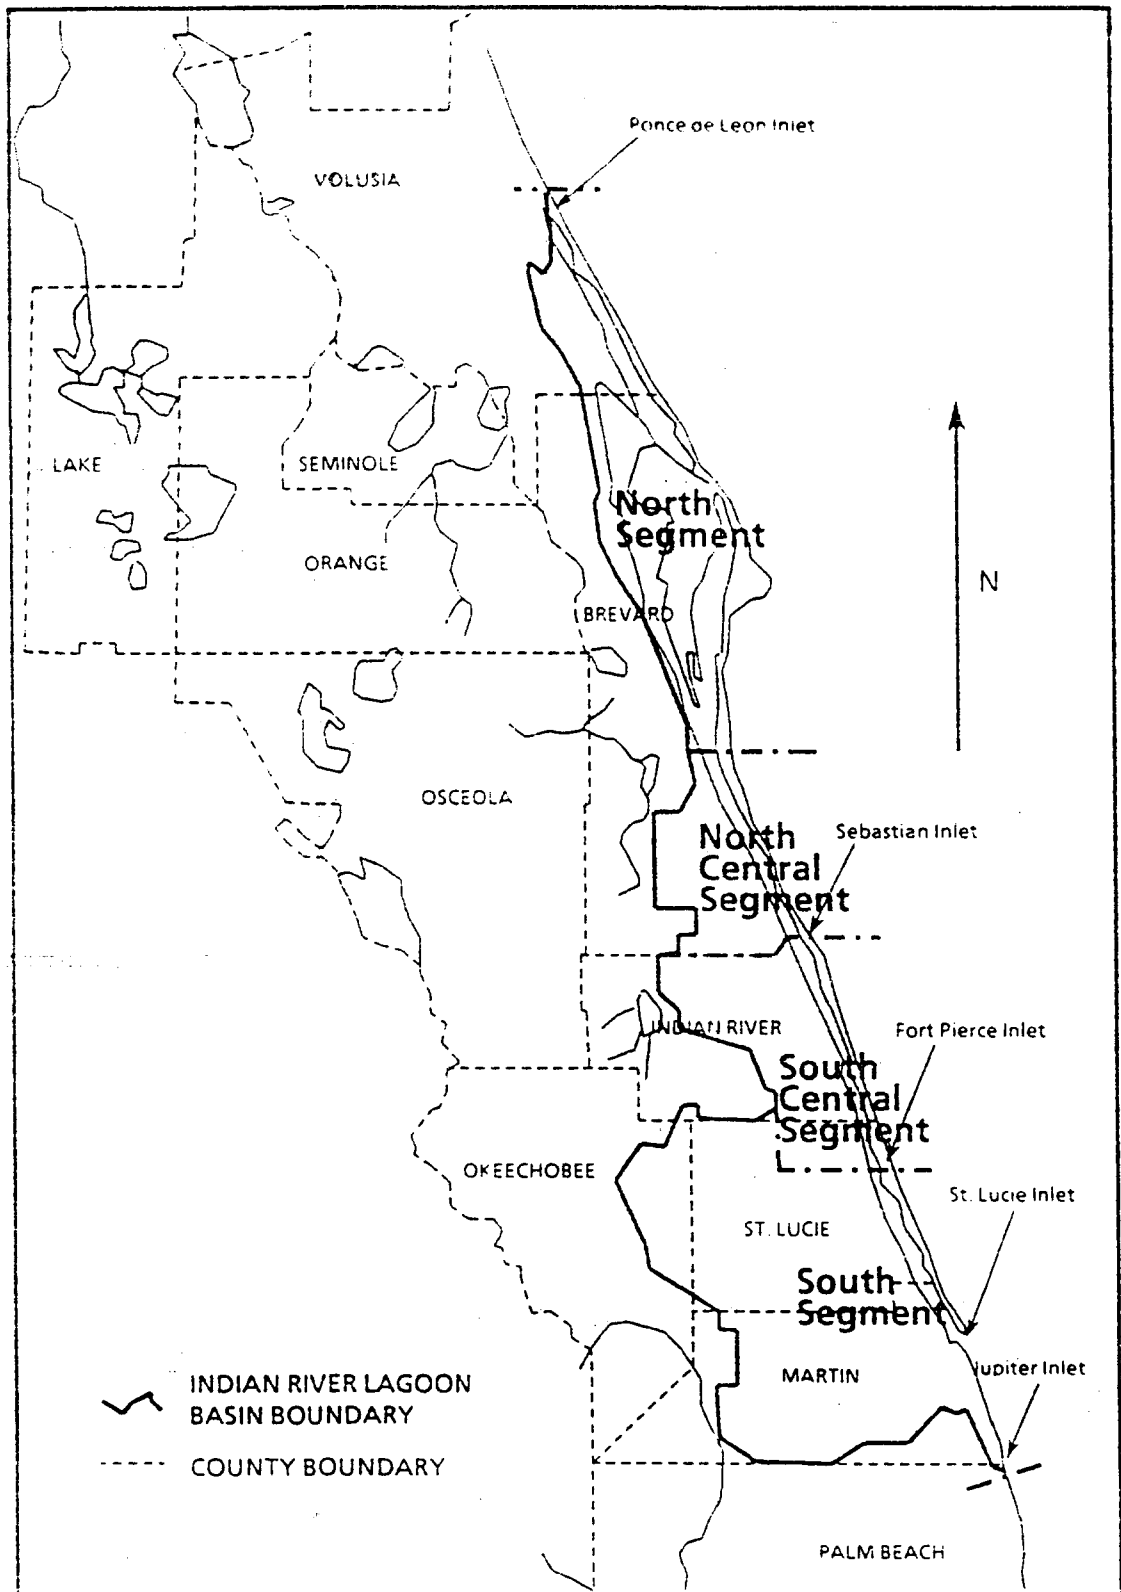 Ponce de Leon Inlet
VOLUSIA
LAKE
SEMINOLE
North
Segment
ORANGE
N
BREVARD
OSCEOLA
North
Central
Segment
Sebastian Inlet
INDIAN RIVER
Fort Pierce Inlet
South
Central
Segment
OKEECHOBEE
St. Lucie Inlet
ST. LUCIE
South
Segment
MARTIN
Jupiter Inlet
INDIAN RIVER LAGOON
BASIN BOUNDARY
COUNTY BOUNDARY
PALM BEACH